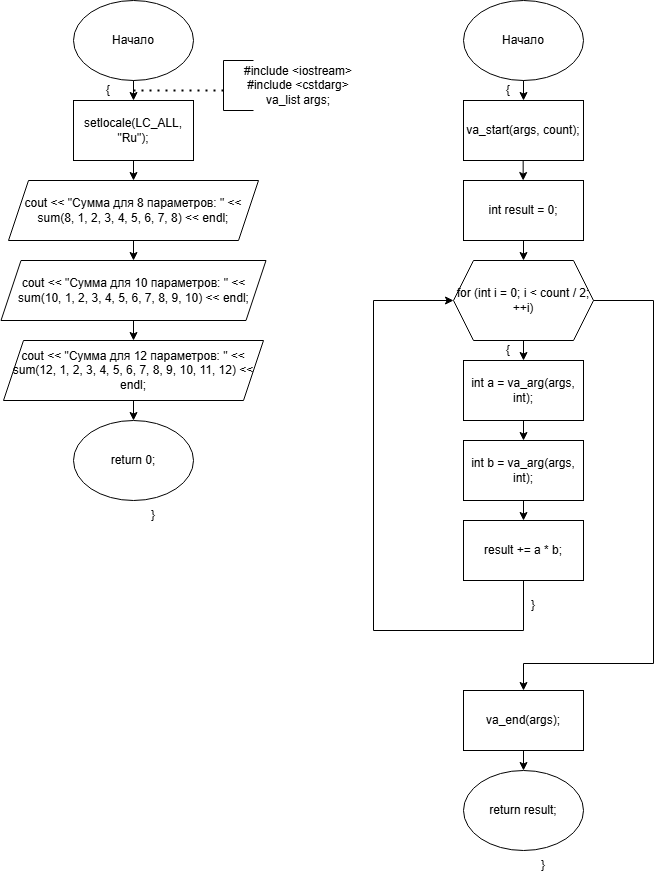 Начало
{
#include <iostream>
#include <cstdarg>
va_list args;
setlocale(LC_ALL,
"Ru");
cout << "Сумма для 8 параметров: " <<
sum(8, 1, 2, 3, 4, 5, 6, 7, 8) << endl;
cout << "Сумма для 10 параметров: " <<
sum(10, 1, 2, 3, 4, 5, 6, 7, 8, 9, 10) << endl;
cout << "Сумма для 12 параметров: " <<
sum(12, 1, 2, 3, 4, 5, 6, 7, 8, 9, 10, 11, 12) <<
endl;
return 0;
}
Начало
{
va_start(args, count);
int result = 0;
for (int i = 0; i < count / 2;
++i)
{
int a = va_arg(args,
int);
int b = va_arg(args,
int);
result += a * b;
}
va_end(args);
return result;
}